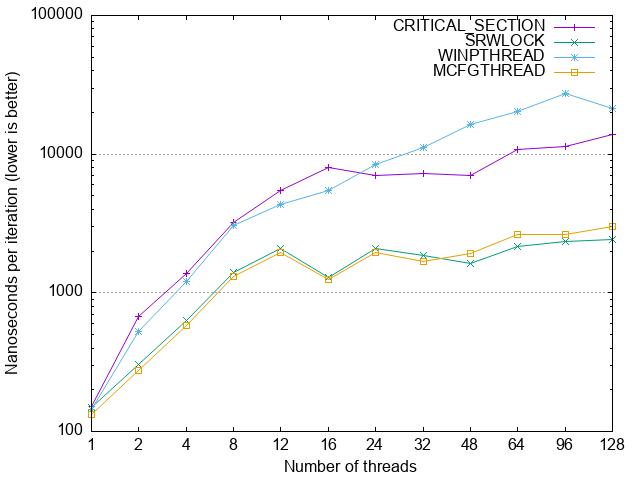 100000
10000
1000
100
Nanoseconds per iteration (lower is better)
CRITICAL_SECTION
SRWLOCK
WINPTHREAD
MCFGTHREAD
1 2 4 8 12 16 24 32 48 64 96 128
Number of threads